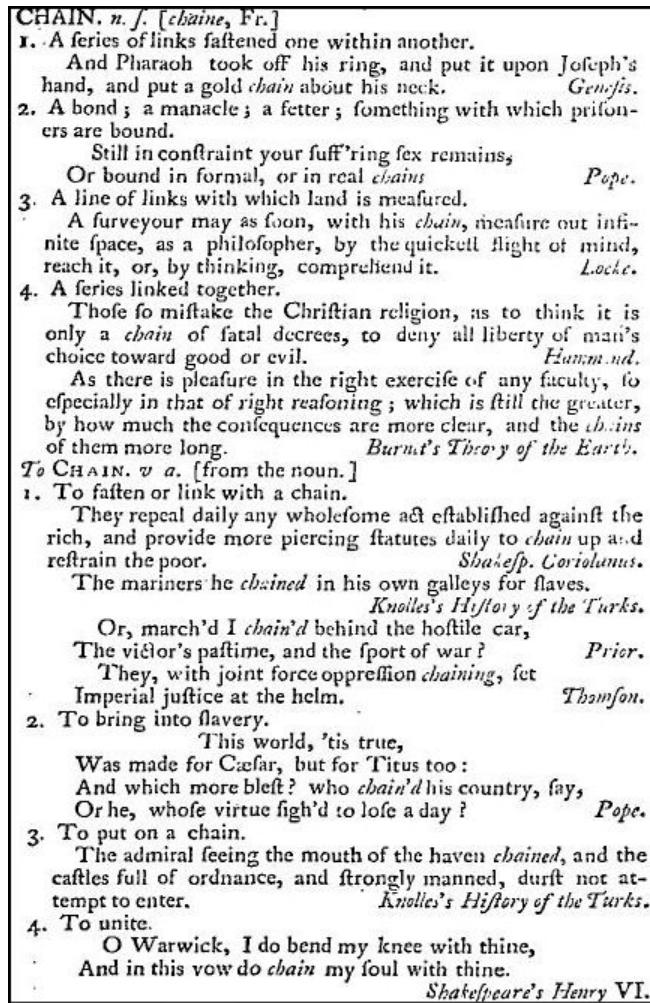 CHAIN. n. ſ. [chaine, Fr.]
1. A ſeries of links faſtened one within another.
And Pharaoh took off his ring, and put it upon Joſeph's
hand, and put a gold chain about his neck. Geneſis.
2. A bond; a manacle; a fetter; ſomething with which priſon-
ers are bound.
Still in conſtraint your ſuff'ring ſex remains,
Or bound in formal, or in real chains Pope.
3. A line of links with which land is meaſured.
A ſurveyour may as ſoon, with his chain, meaſure out infi-
nite ſpace, as a philoſopher, by the quickeſt flight of mind,
reach it, or, by thinking, comprehend it. Locke.
4. A ſeries linked together.
Thoſe ſo miſtake the Chriſtian religion, as to think it is
only a chain of fatal decrees, to deny all liberty of man's
choice toward good or evil. Hammond.
As there is pleaſure in the right exerciſe of any faculty, ſo
eſpecially in that of right reaſoning; which is ſtill the greater,
by how much the conſequences are more clear, and the chains
of them more long. Burnet's Theory of the Earth.
To CHAIN. v a. [from the noun.]
1. To faſten or link with a chain.
They repeal daily any wholeſome act eſtabliſhed againſt the
rich, and provide more piercing ſtatutes daily to chain up and
reſtrain the poor. Shakeſp. Coriolanus.
The mariners he chained in his own galleys for ſlaves.
Knolles's Hiſtory of the Turks.
Or, march'd I chain'd behind the hoſtile car,
The victor's paſtime, and the ſport of war? Prior.
They, with joint force oppreſſion chaining, ſet
Imperial juſtice at the helm. Thomſon.
2. To bring into ſlavery.
This world, 'tis true,
Was made for Cæſar, but for Titus too:
And which more bleſt? who chain'd his country, ſay,
Or he, whoſe virtue ſigh'd to loſe a day? Pope.
3. To put on a chain.
The admiral ſeeing the mouth of the haven chained, and the
caſtles full of ordnance, and ſtrongly manned, durſt not at-
tempt to enter. Knolles's Hiſtory of the Turks.
4. To unite.
O Warwick, I do bend my knee with thine,
And in this vow do chain my ſoul with thine.
Shakeſpeare's Henry VI.